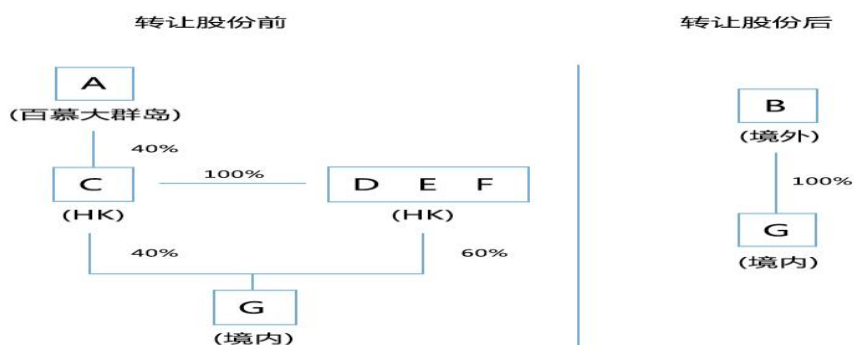 转让股份前
转让股份后
A
(百慕大群岛)
40%
B
(境外)
C
100%
D E F
(HK)
(HK)
100%
40%
60%
G
(境内)
G
(境内)